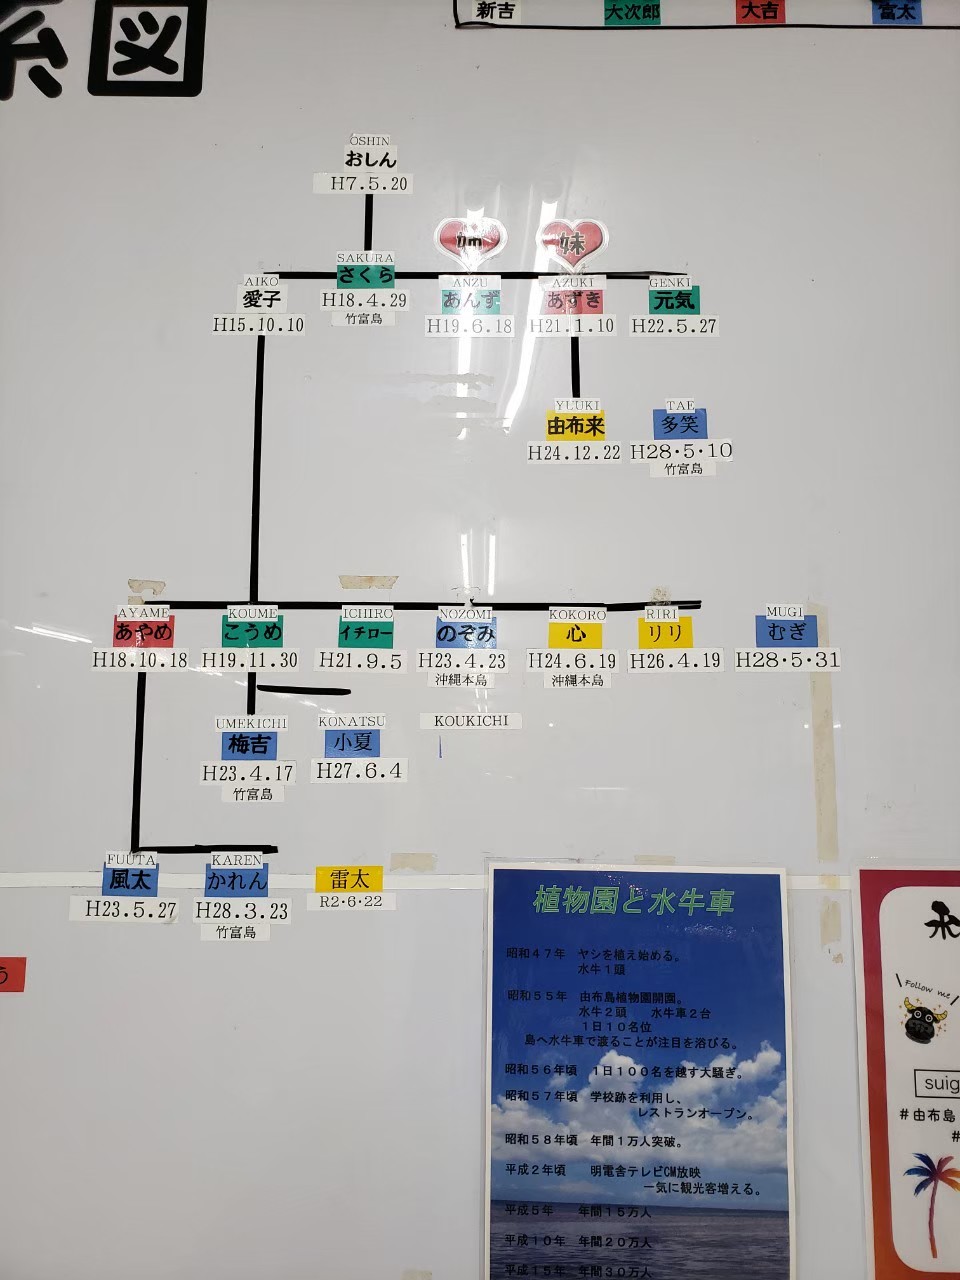 新吉 大次郎 大吉 富太
系図
OSHIN
おしん
H7.5.20
姉 妹
SAKURA
さくら
H18.4.29
竹富島
AIKO
愛子
H15.10.10
ANZU
あんず
H19.6.18
AZUKI
あずき
H21.1.10
GENKI
元気
H22.5.27
YUUKI
由布来
H24.12.22
TAE
多笑
H28・5・10
竹富島
AYAME
あやめ
H18.10.18
KOUME
こうめ
H19.11.30
ICHIRO
イチロー
H21.9.5
NOZOMI
のぞみ
H23.4.23
沖縄本島
KOKORO
心
H24.6.19
沖縄本島
RIRI
リリ
H26.4.19
MUGI
むぎ
H28・5・31
UMEKICHI
梅吉
H23.4.17
竹富島
KONATSU
小夏
H27.6.4
KOUKICHI
FUUTA
風太
H23.5.27
KAREN
かれん
H28.3.23
竹富島
雷太
R2・6・22
う
植物園と水牛車
昭和47年 ヤシを植え始める。
水牛1頭
昭和55年 由布島植物園開園。
水牛2頭 水牛車2台
1日10名位
島へ水牛車で渡ることが注目を浴びる。
昭和56年頃 1日100名を越す大騒ぎ。
昭和57年頃 学校跡を利用し、
レストランオープン。
昭和58年頃 年間1万人突破。
平成2年頃 明電舎テレビCM放映
一気に観光客増える。
平成5年 年間15万人
平成10年 年間20万人
平成15年 年間30万人
Follow me
suig
#由布島
#